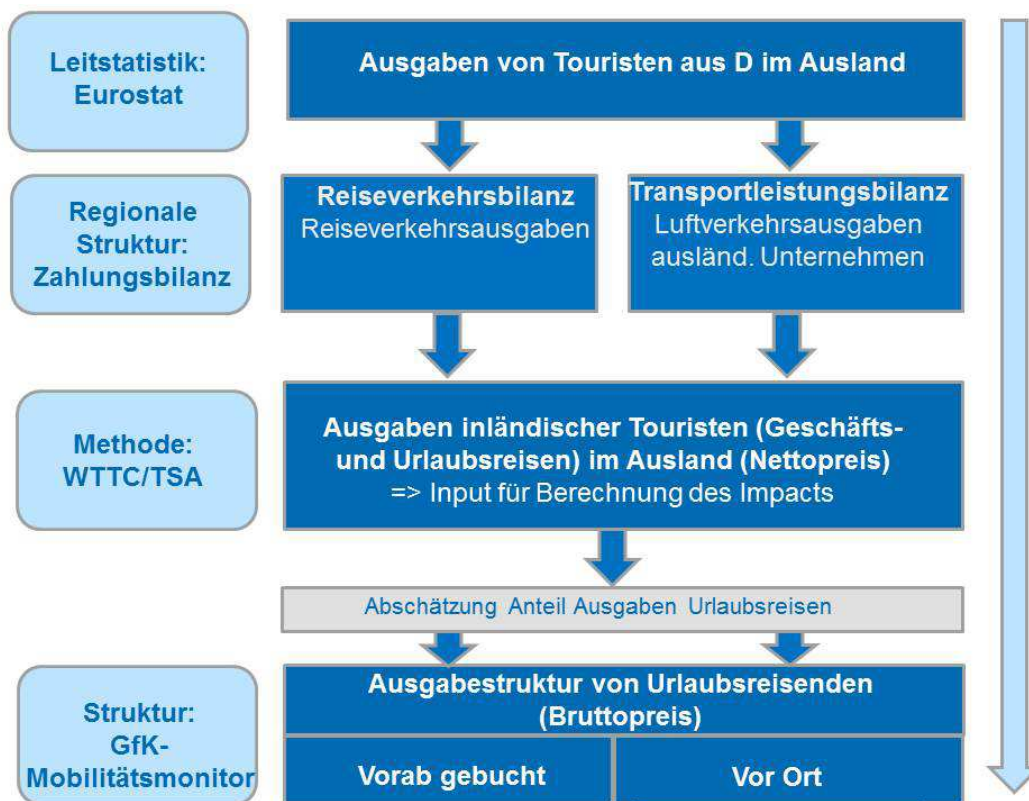 Leitstatistik:
Eurostat
Ausgaben von Touristen aus D im Ausland
Regionale
Struktur:
Zahlungsbilanz
Reiseverkehrsbilanz
Reiseverkehrsausgaben
Transportleistungsbilanz
Luftverkehrsausgaben
ausländ. Unternehmen
Methode:
WTTC/TSA
Ausgaben inländischer Touristen (Geschäfts-
und Urlaubsreisen) im Ausland (Nettopreis)
=> Input für Berechnung des Impacts
Abschätzung Anteil Ausgaben Urlaubsreisen
Struktur:
GfK-
Mobilitätsmonitor
Ausgabestruktur von Urlaubsreisenden
(Bruttopreis)
Vorab gebucht
Vor Ort